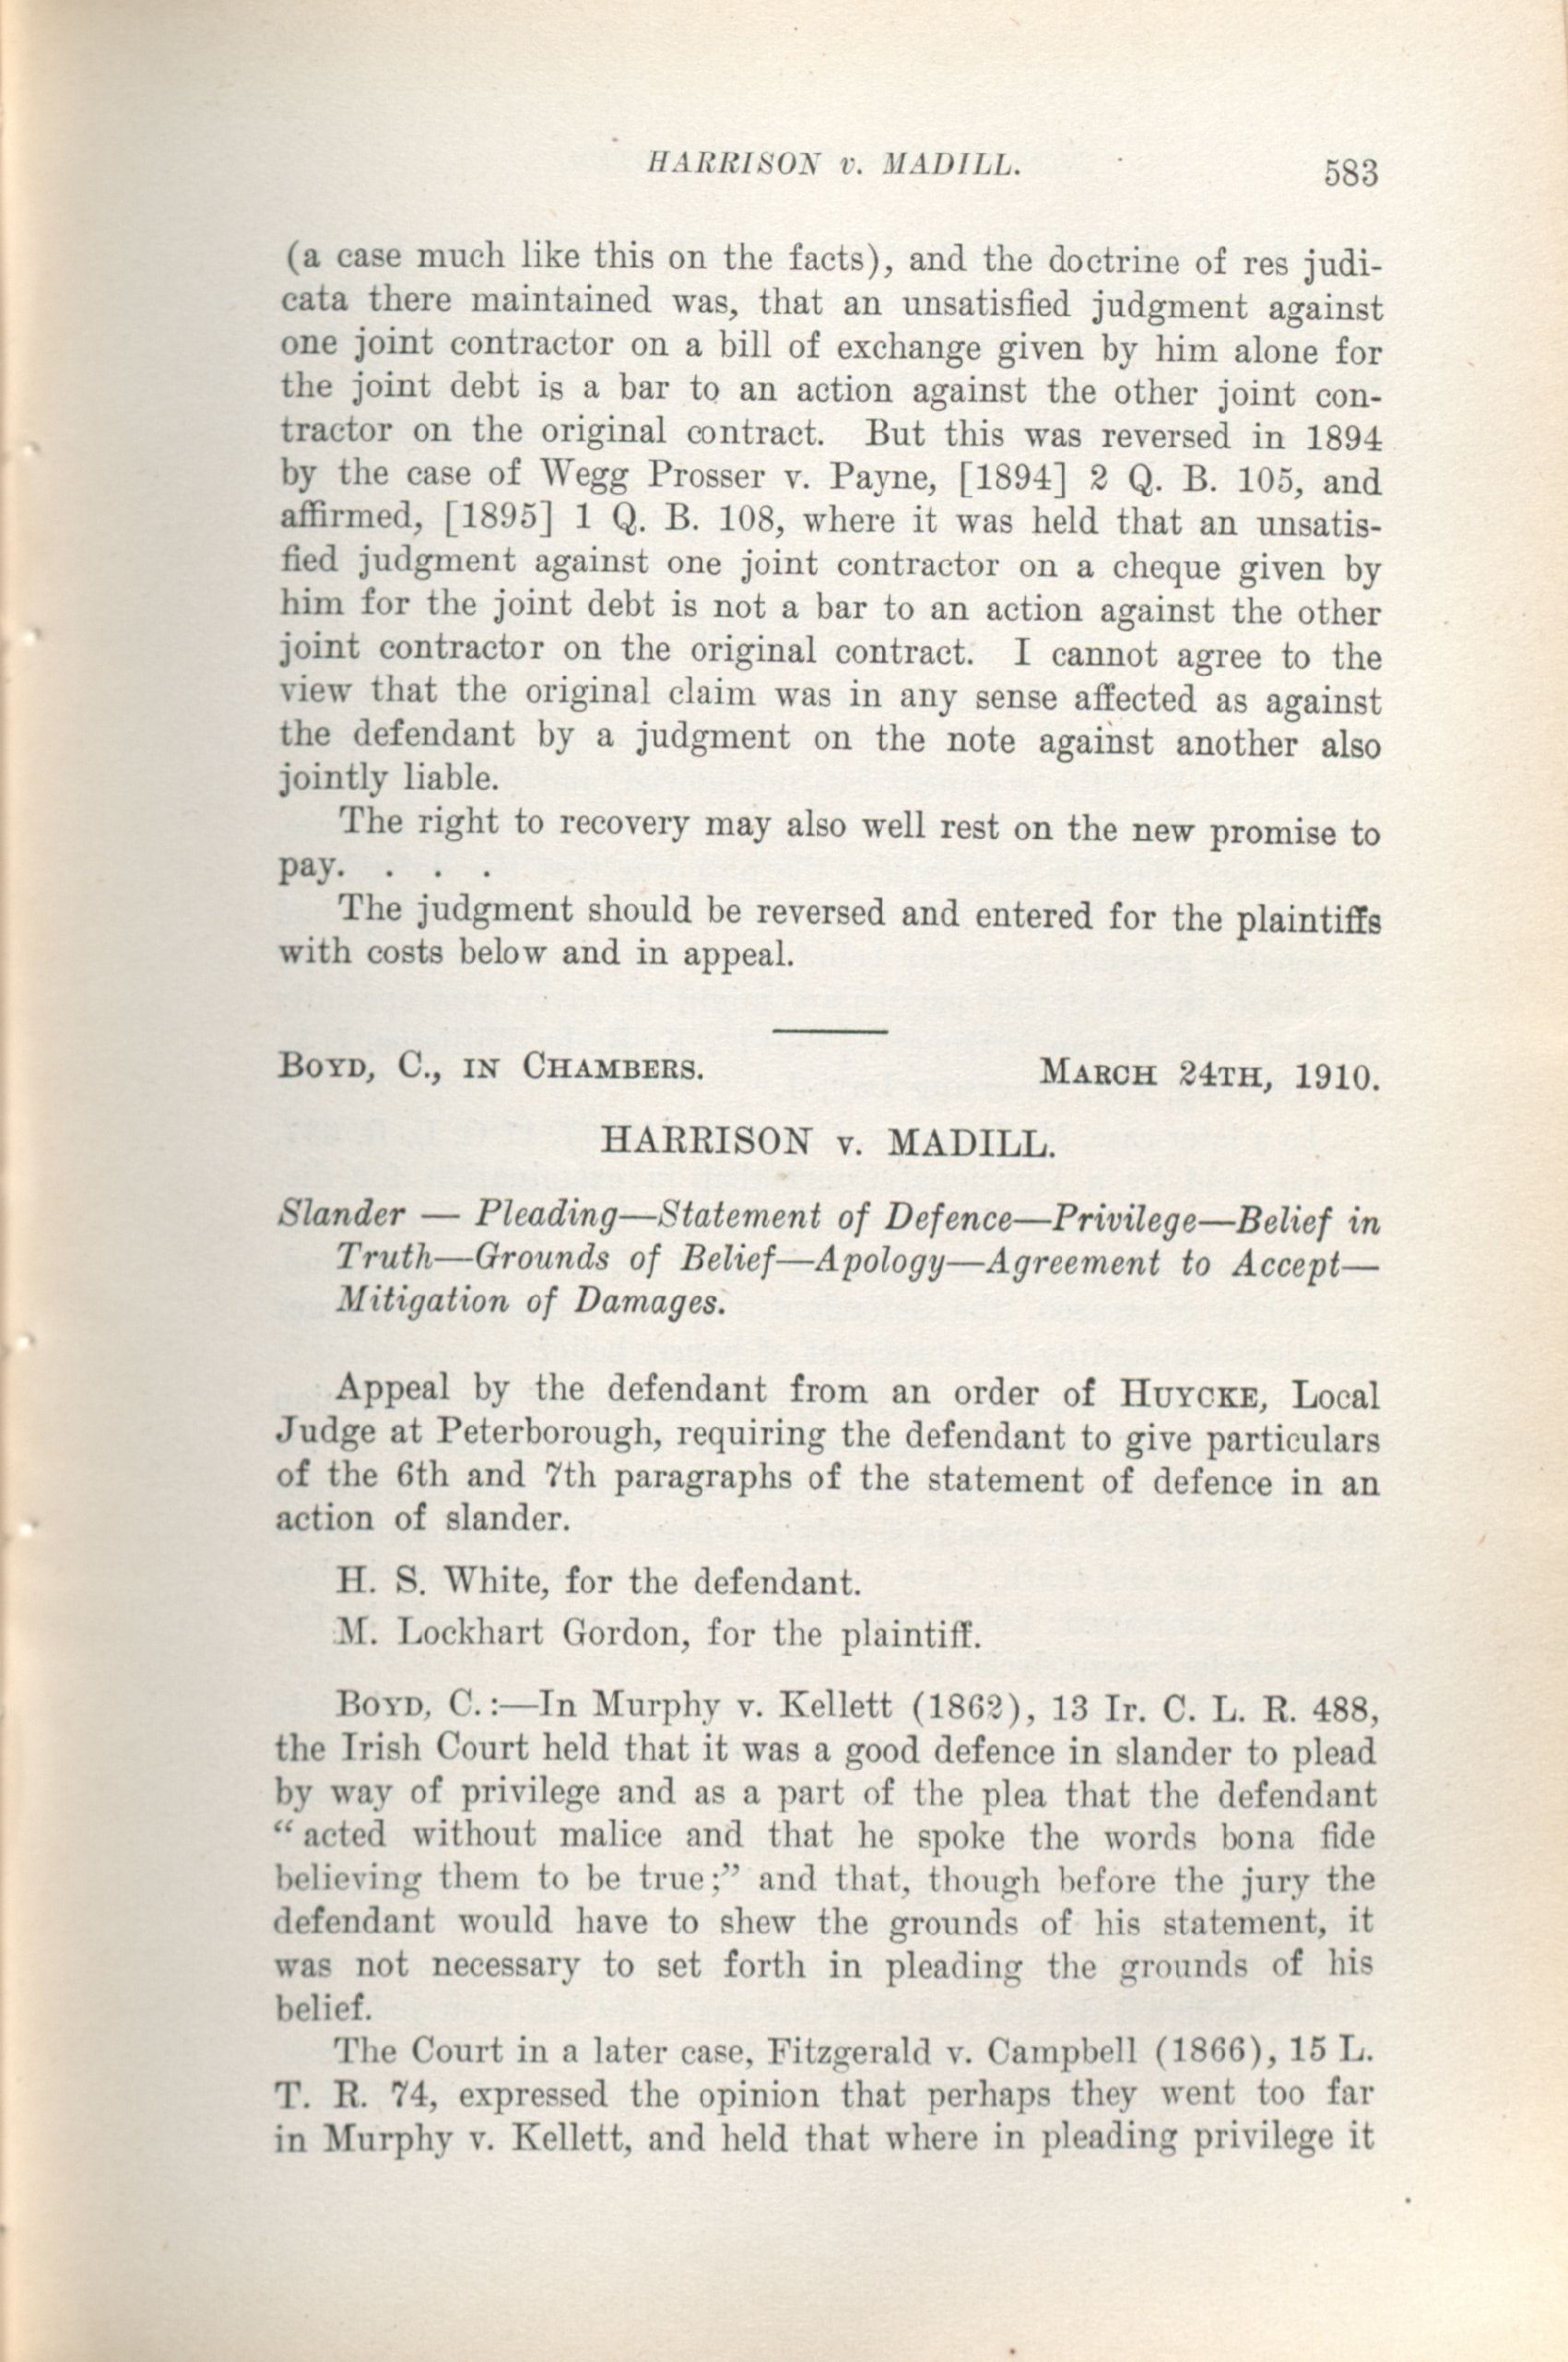 HARRISON v. MADILL.
583
(a case much like this on the facts), and the doctrine of res judi-
cata there maintained was, that an unsatisfied judgment against
one joint contractor on a bill of exchange given by him alone for
the joint debt is a bar to an action against the other joint con-
tractor on the original contract. But this was reversed in 1894
by the case of Wegg Prosser v. Payne, [1894] 2 Q. B. 105, and
affirmed, [1895] 1 Q. B. 108, where it was held that an unsatis-
fied judgment against one joint contractor on a cheque given by
him for the joint debt is not a bar to an action against the other
joint contractor on the original contract. I cannot agree to the
view that the original claim was in any sense affected as against
the defendant by a judgment on the note against another also
jointly liable.
The right to recovery may also well rest on the new promise to
pay. . . .
The judgment should be reversed and entered for the plaintiffs
with costs below and in appeal.
BOYD, C., IN CHAMBERS.
MARCH 24TH, 1910.
HARRISON v. MADILL.
Slander — Pleading—Statement of Defence—Privilege—Belief in
Truth—Grounds of Belief—Apology—Agreement to Accept—
Mitigation of Damages.
Appeal by the defendant from an order of HUYCKE, Local
Judge at Peterborough, requiring the defendant to give particulars
of the 6th and 7th paragraphs of the statement of defence in an
action of slander.
H. S. White, for the defendant.
M. Lockhart Gordon, for the plaintiff.
BOYD, C.:—In Murphy v. Kellett (1862), 13 Ir. C. L. R. 488,
the Irish Court held that it was a good defence in slander to plead
by way of privilege and as a part of the plea that the defendant
“acted without malice and that he spoke the words bona fide
believing them to be true;” and that, though before the jury the
defendant would have to shew the grounds of his statement, it
was not necessary to set forth in pleading the grounds of his
belief.
The Court in a later case, Fitzgerald v. Campbell (1866), 15 L.
T. R. 74, expressed the opinion that perhaps they went too far
in Murphy v. Kellett, and held that where in pleading privilege it